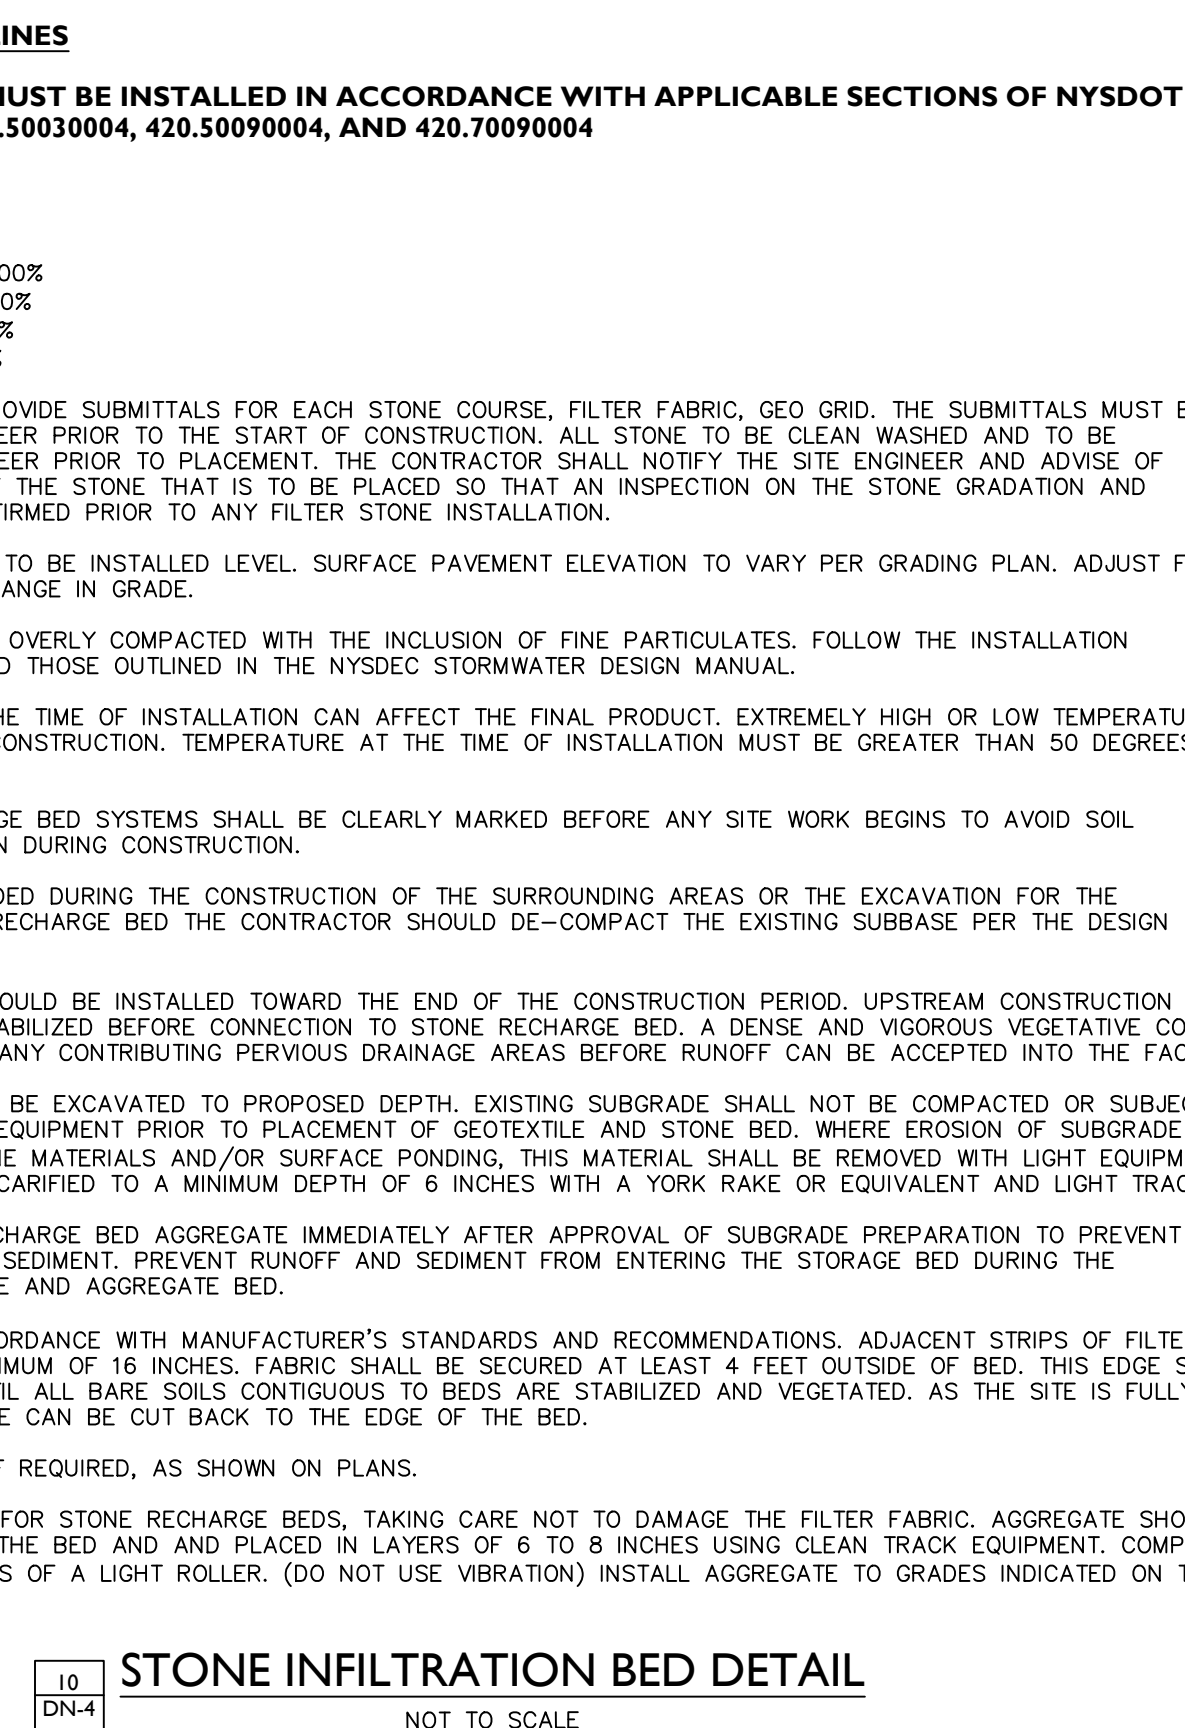 INES
MUST BE INSTALLED IN ACCORDANCE WITH APPLICABLE SECTIONS OF NYSDOT
.50030004, 420.50090004, AND 420.70090004
00%
0%
%
OVIDE SUBMITTALS FOR EACH STONE COURSE, FILTER FABRIC, GEO GRID. THE SUBMITTALS MUST B
EER PRIOR TO THE START OF CONSTRUCTION. ALL STONE TO BE CLEAN WASHED AND TO BE
EER PRIOR TO PLACEMENT. THE CONTRACTOR SHALL NOTIFY THE SITE ENGINEER AND ADVISE OF
THE STONE THAT IS TO BE PLACED SO THAT AN INSPECTION ON THE STONE GRADATION AND
FIRMED PRIOR TO ANY FILTER STONE INSTALLATION.
TO BE INSTALLED LEVEL. SURFACE PAVEMENT ELEVATION TO VARY PER GRADING PLAN. ADJUST F
ANGE IN GRADE.
OVERLY COMPACTED WITH THE INCLUSION OF FINE PARTICULATES. FOLLOW THE INSTALLATION
D THOSE OUTLINED IN THE NYSDEC STORMWATER DESIGN MANUAL.
HE TIME OF INSTALLATION CAN AFFECT THE FINAL PRODUCT. EXTREMELY HIGH OR LOW TEMPERATU
CONSTRUCTION. TEMPERATURE AT THE TIME OF INSTALLATION MUST BE GREATER THAN 50 DEGREES
GE BED SYSTEMS SHALL BE CLEARLY MARKED BEFORE ANY SITE WORK BEGINS TO AVOID SOIL
N DURING CONSTRUCTION.
DED DURING THE CONSTRUCTION OF THE SURROUNDING AREAS OR THE EXCAVATION FOR THE
RECHARGE BED THE CONTRACTOR SHOULD DE-COMPACT THE EXISTING SUBBASE PER THE DESIGN
OULD BE INSTALLED TOWARD THE END OF THE CONSTRUCTION PERIOD. UPSTREAM CONSTRUCTION
ABILIZED BEFORE CONNECTION TO STONE RECHARGE BED. A DENSE AND VIGOROUS VEGETATIVE CO
ANY CONTRIBUTING PERVIOUS DRAINAGE AREAS BEFORE RUNOFF CAN BE ACCEPTED INTO THE FAC
BE EXCAVATED TO PROPOSED DEPTH. EXISTING SUBGRADE SHALL NOT BE COMPACTED OR SUBJEC
EQUIPMENT PRIOR TO PLACEMENT OF GEOTEXTILE AND STONE BED. WHERE EROSION OF SUBGRADE
NE MATERIALS AND/OR SURFACE PONDING, THIS MATERIAL SHALL BE REMOVED WITH LIGHT EQUIPM
CARIFIED TO A MINIMUM DEPTH OF 6 INCHES WITH A YORK RAKE OR EQUIVALENT AND LIGHT TRAC
CHARGE BED AGGREGATE IMMEDIATELY AFTER APPROVAL OF SUBGRADE PREPARATION TO PREVENT
SEDIMENT. PREVENT RUNOFF AND SEDIMENT FROM ENTERING THE STORAGE BED DURING THE
E AND AGGREGATE BED.
ORDANCE WITH MANUFACTURER'S STANDARDS AND RECOMMENDATIONS. ADJACENT STRIPS OF FILTE
IMUM OF 16 INCHES. FABRIC SHALL BE SECURED AT LEAST 4 FEET OUTSIDE OF BED. THIS EDGE S
TIL ALL BARE SOILS CONTIGUOUS TO BEDS ARE STABILIZED AND VEGETATED. AS THE SITE IS FULLY
E CAN BE CUT BACK TO THE EDGE OF THE BED.
F REQUIRED, AS SHOWN ON PLANS.
FOR STONE RECHARGE BEDS, TAKING CARE NOT TO DAMAGE THE FILTER FABRIC. AGGREGATE SHO
THE BED AND AND PLACED IN LAYERS OF 6 TO 8 INCHES USING CLEAN TRACK EQUIPMENT. COMP
S OF A LIGHT ROLLER. (DO NOT USE VIBRATION) INSTALL AGGREGATE TO GRADES INDICATED ON T
10
DN-4
STONE INFILTRATION BED DETAIL
NOT TO SCALE